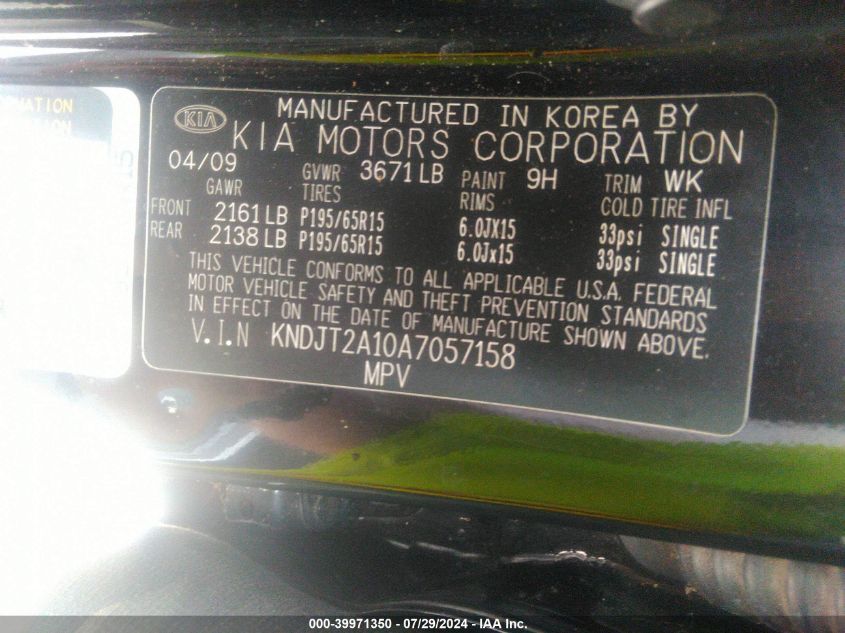 MANUFACTURED IN KOREA BY
KIA
KIA MOTORS CORPORATION
04/09 GVWR 3671 LB PAINT 9H TRIM WK
GAWR TIRES RIMS COLD TIRE INFL
FRONT 2161 LB P195/65R15 6.0JX15 33psi SINGLE
REAR 2138 LB P195/65R15 6.0Jx15 33psi SINGLE
THIS VEHICLE CONFORMS TO ALL APPLICABLE U.S.A. FEDERAL
MOTOR VEHICLE SAFETY AND THEFT PREVENTION STANDARDS
IN EFFECT ON THE DATE OF MANUFACTURE SHOWN ABOVE.
V.I.N KNDJT2A10A7057158
MPV
000-39971350 - 07/29/2024 - IAA Inc.